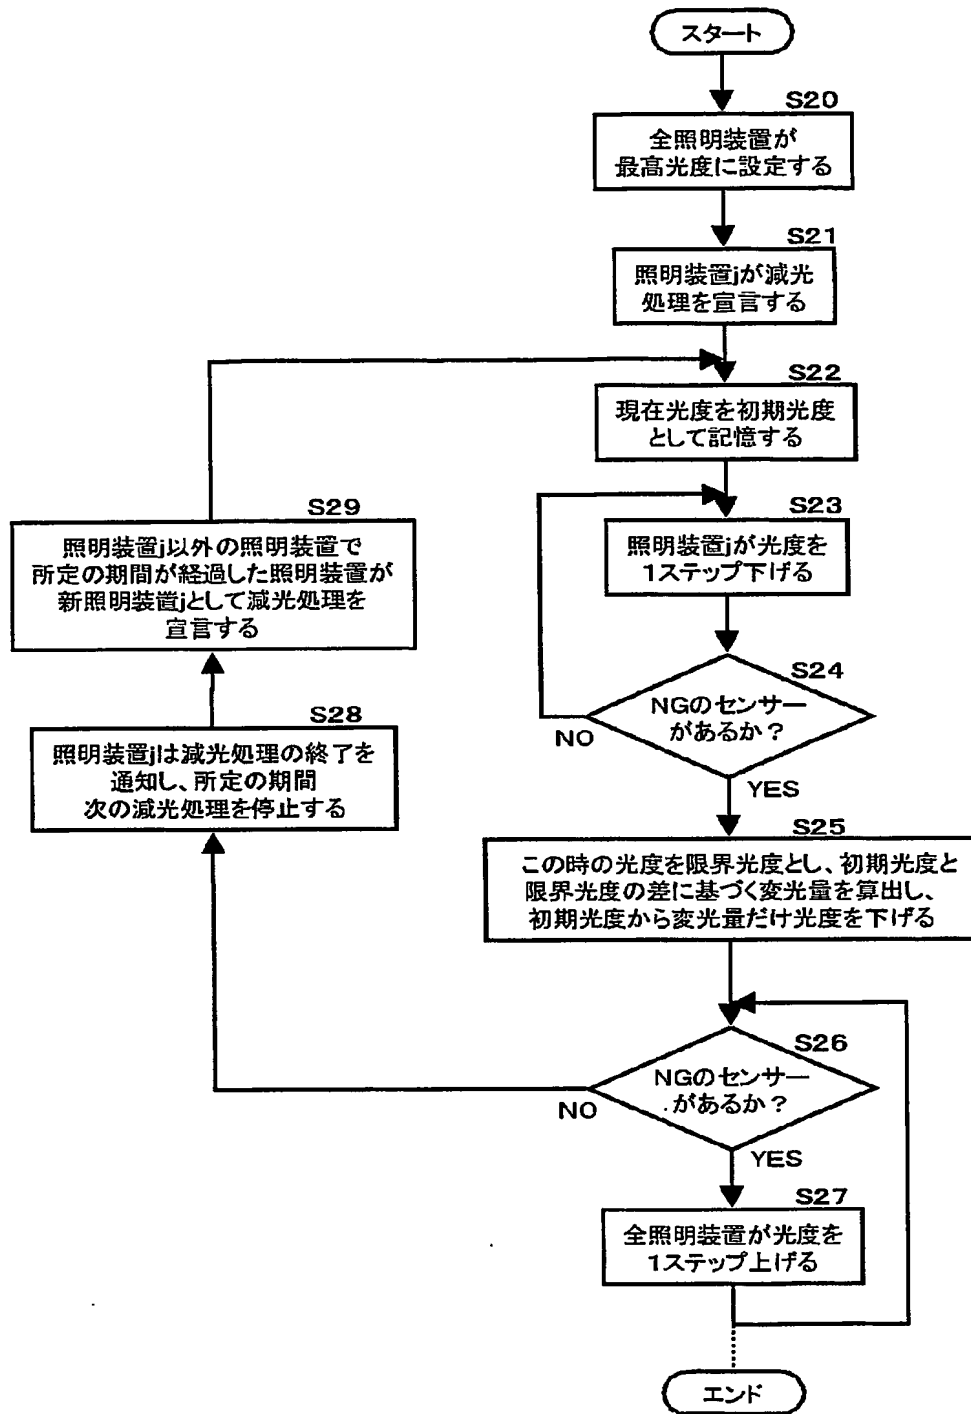 スタート
S20
全照明装置が
最高光度に設定する
S21
照明装置jが減光
処理を宣言する
S22
現在光度を初期光度
として記憶する
S23
照明装置jが光度を
1ステップ下げる
S24
NGのセンサー
があるか？
NO
YES
S25
この時の光度を限界光度とし、初期光度と
限界光度の差に基づく変光量を算出し、
初期光度から変光量だけ光度を下げる
S26
NGのセンサー
があるか？
NO
YES
S27
全照明装置が光度を
1ステップ上げる
S28
照明装置jは減光処理の終了を
通知し、所定の期間
次の減光処理を停止する
S29
照明装置j以外の照明装置で
所定の期間が経過した照明装置が
新照明装置jとして減光処理を
宣言する
エンド